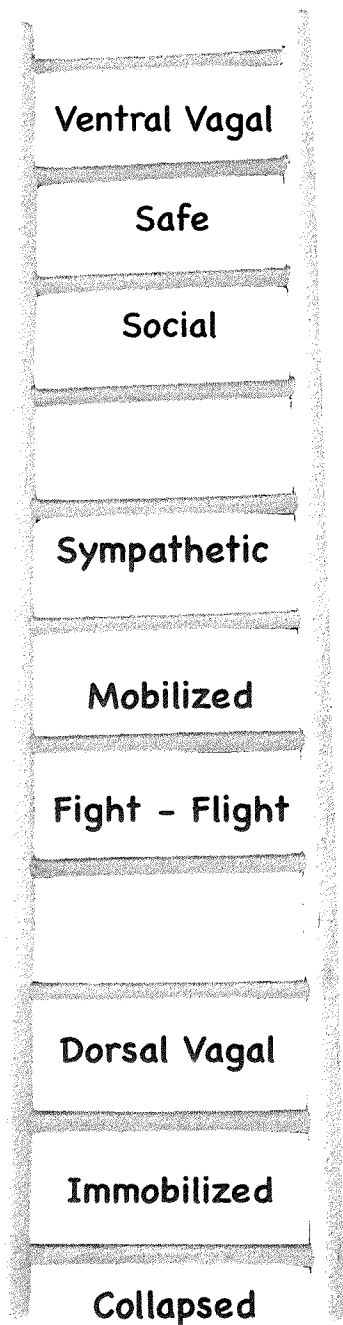 Ventral Vagal
Safe
Social
Sympathetic
Mobilized
Fight - Flight
Dorsal Vagal
Immobilized
Collapsed